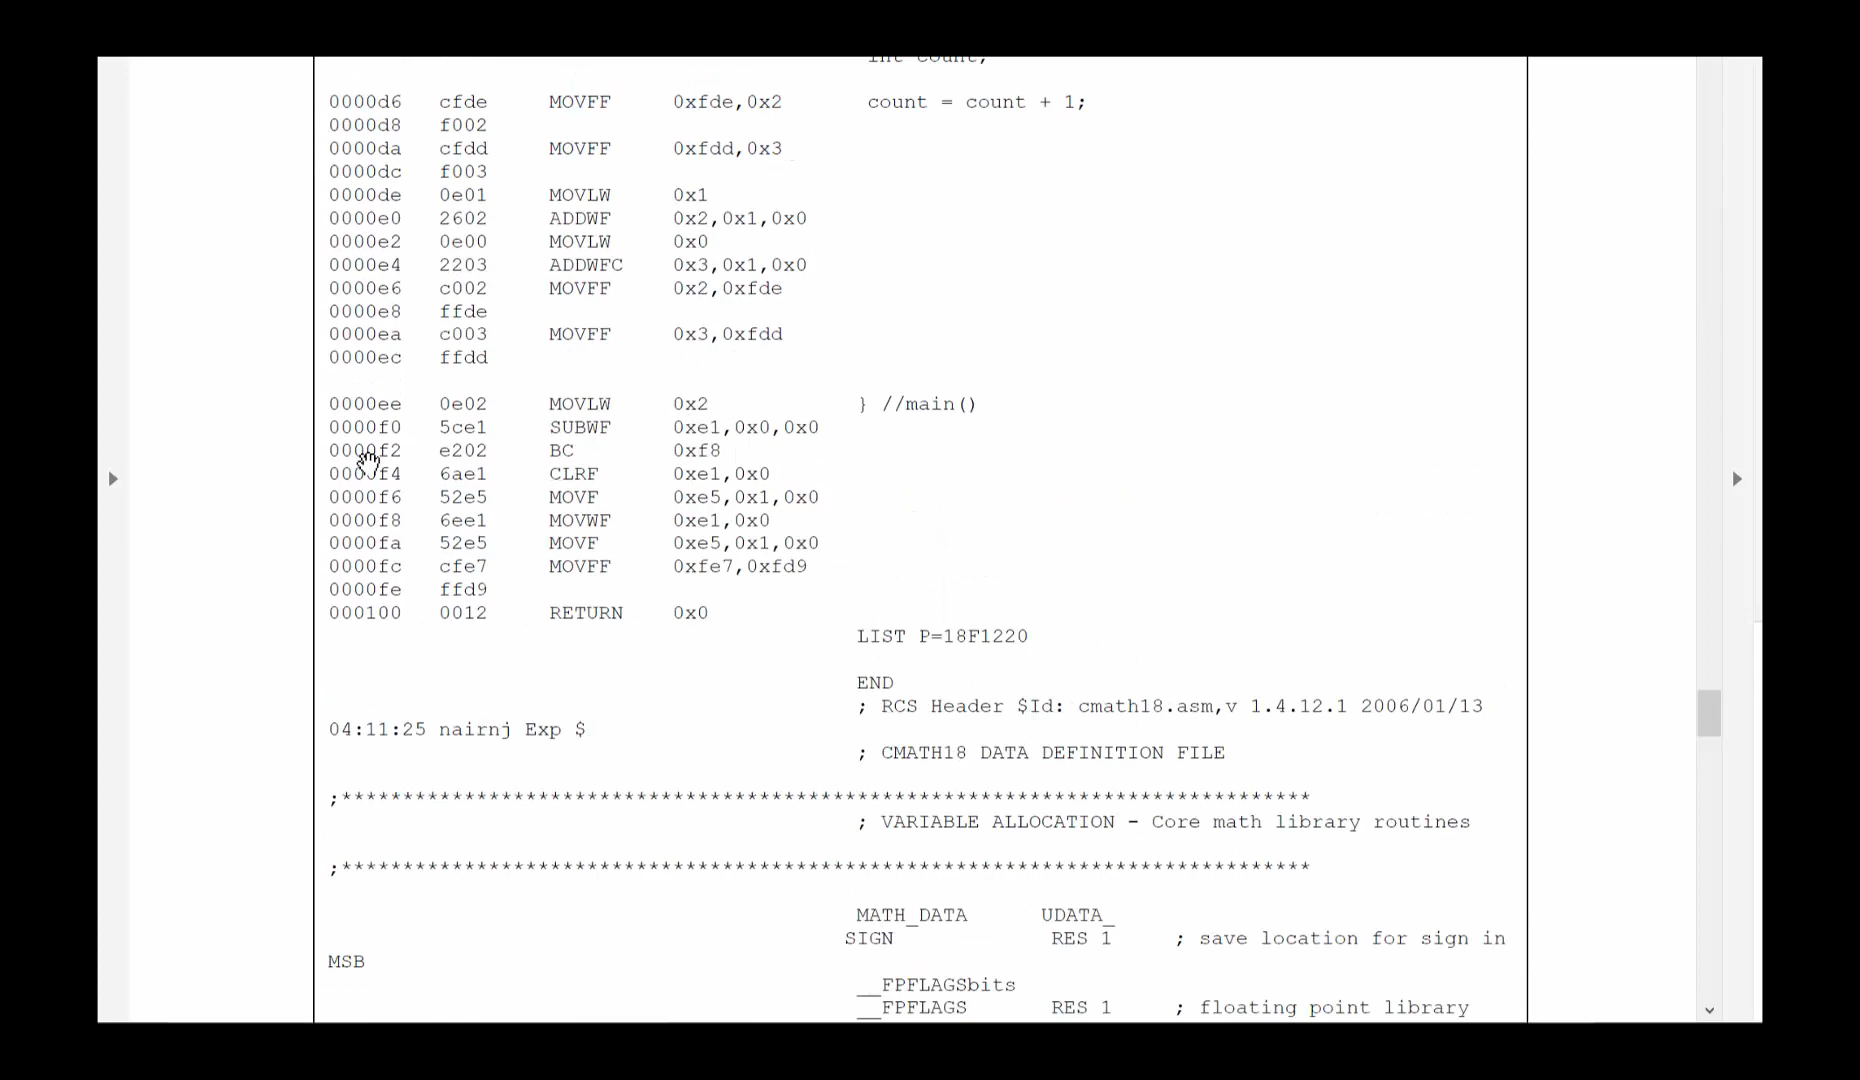 int count;
0000d6 cfde MOVFF 0xfde,0x2 count = count + 1;
0000d8 f002
0000da cfdd MOVFF 0xfdd,0x3
0000dc f003
0000de 0e01 MOVLW 0x1
0000e0 2602 ADDWF 0x2,0x1,0x0
0000e2 0e00 MOVLW 0x0
0000e4 2203 ADDWFC 0x3,0x1,0x0
0000e6 c002 MOVFF 0x2,0xfde
0000e8 ffde
0000ea c003 MOVFF 0x3,0xfdd
0000ec ffdd
0000ee 0e02 MOVLW 0x2 } //main()
0000f0 5ce1 SUBWF 0xe1,0x0,0x0
0000f2 e202 BC 0xf8
0000f4 6ae1 CLRF 0xe1,0x0
0000f6 52e5 MOVF 0xe5,0x1,0x0
0000f8 6ee1 MOVWF 0xe1,0x0
0000fa 52e5 MOVF 0xe5,0x1,0x0
0000fc cfe7 MOVFF 0xfe7,0xfd9
0000fe ffd9
000100 0012 RETURN 0x0
LIST P=18F1220
END
; RCS Header $Id: cmath18.asm,v 1.4.12.1 2006/01/13
04:11:25 nairnj Exp $
; CMATH18 DATA DEFINITION FILE
;*******************************************************************************
; VARIABLE ALLOCATION - Core math library routines
;*******************************************************************************
MATH_DATA UDATA_
SIGN RES 1 ; save location for sign in
MSB
__FPFLAGSbits
__FPFLAGS RES 1 ; floating point library